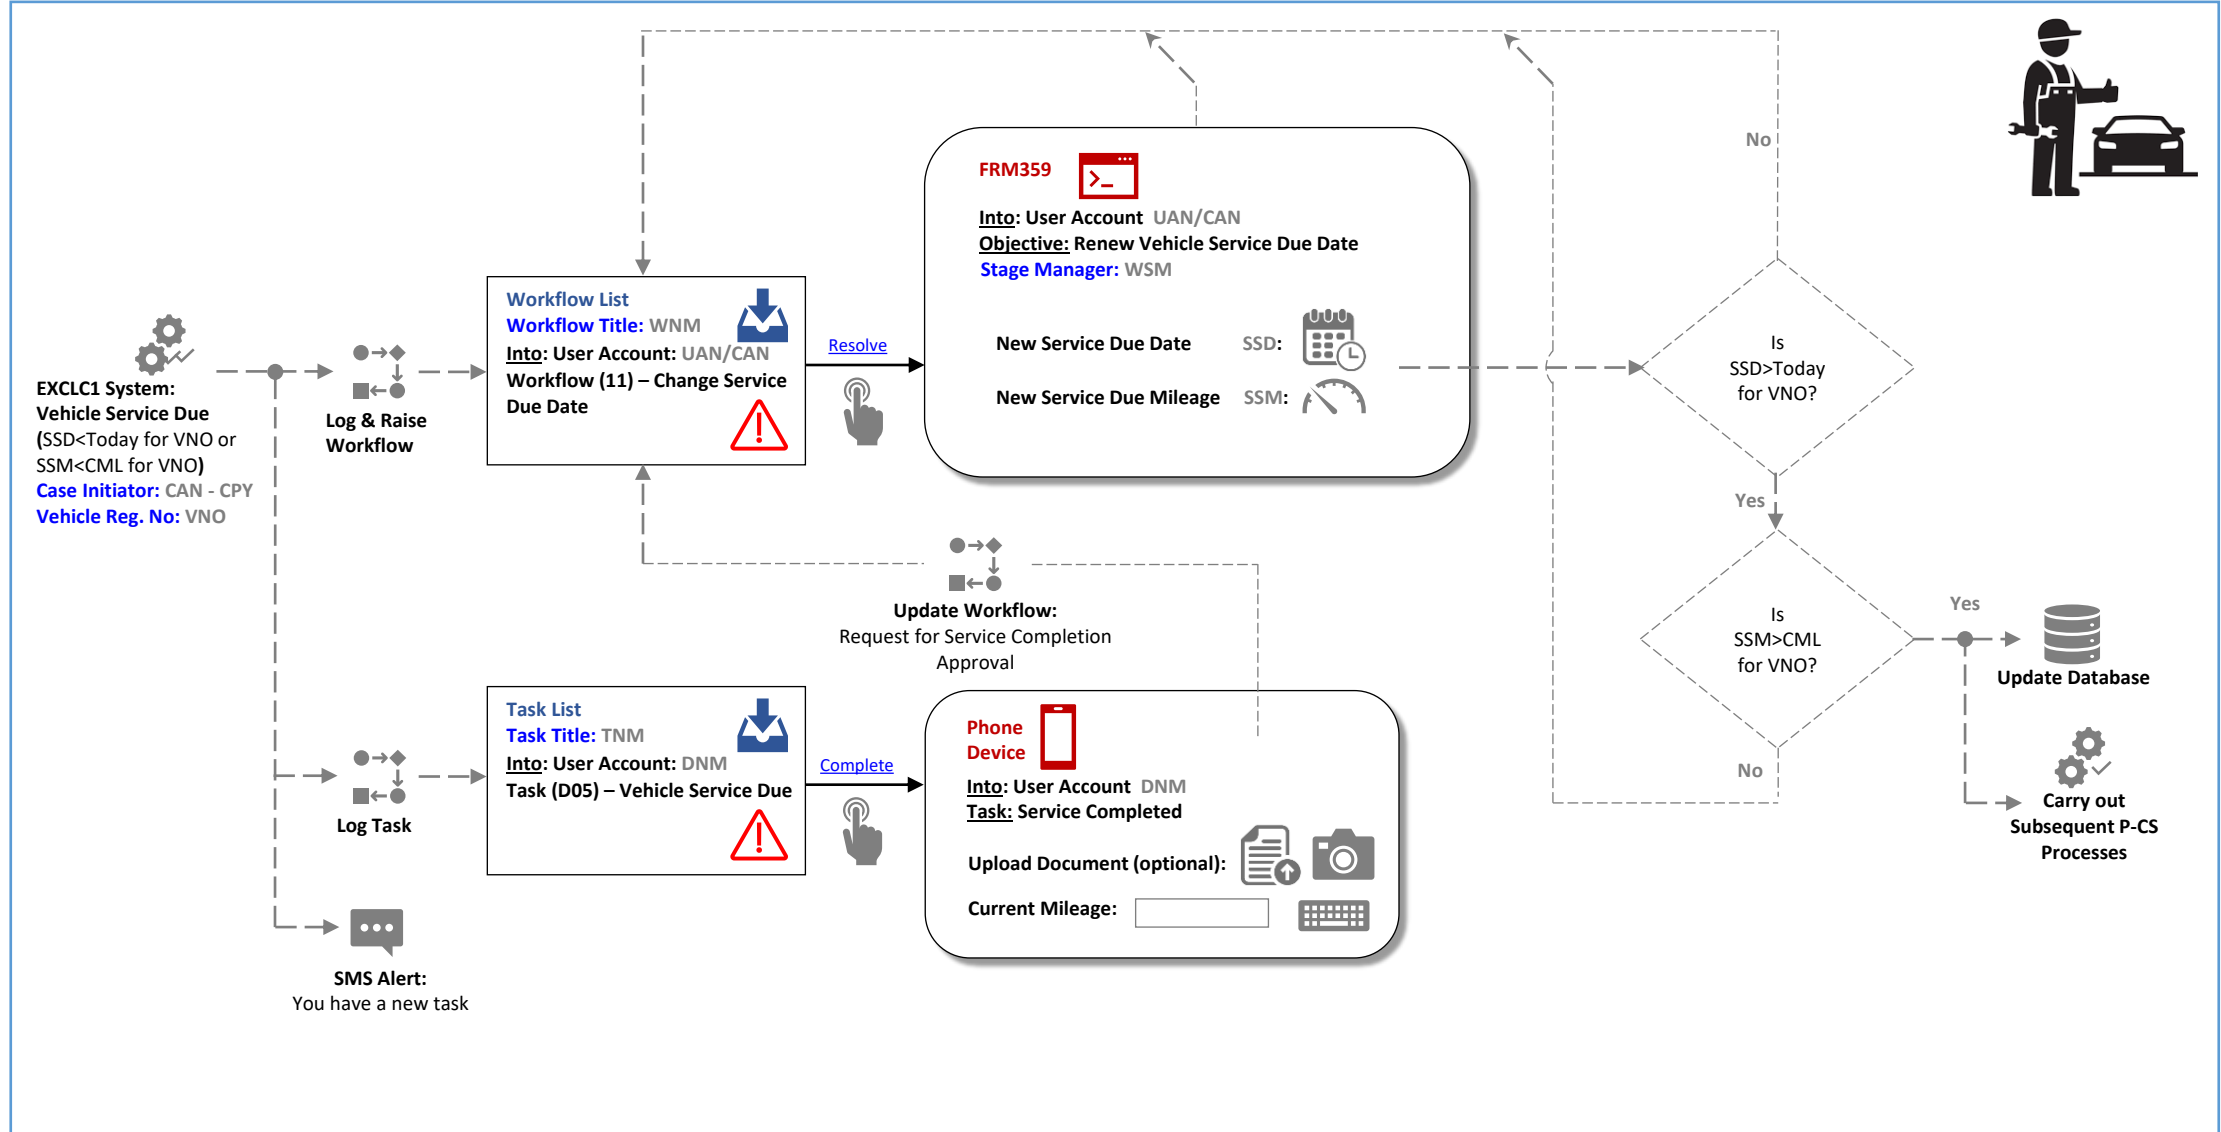 EXCLC1 System:
Vehicle Service Due
(SSD<Today for VNO or
SSM<CML for VNO)
Case Initiator: CAN - CPY
Vehicle Reg. No: VNO
Log & Raise
Workflow
Log Task
SMS Alert:
You have a new task
Workflow List
Workflow Title: WNM
Into: User Account: UAN/CAN
Workflow (11) – Change Service
Due Date
Resolve
FRM359
Into: User Account UAN/CAN
Objective: Renew Vehicle Service Due Date
Stage Manager: WSM
New Service Due Date SSD:
New Service Due Mileage SSM:
Update Workflow:
Request for Service Completion
Approval
Task List
Task Title: TNM
Into: User Account: DNM
Task (D05) – Vehicle Service Due
Complete
Phone
Device
Into: User Account DNM
Task: Service Completed
Upload Document (optional):
Current Mileage:
No
Is
SSD>Today
for VNO?
Yes
Is
SSM>CML
for VNO?
No
Yes
Update Database
Carry out
Subsequent P-CS
Processes